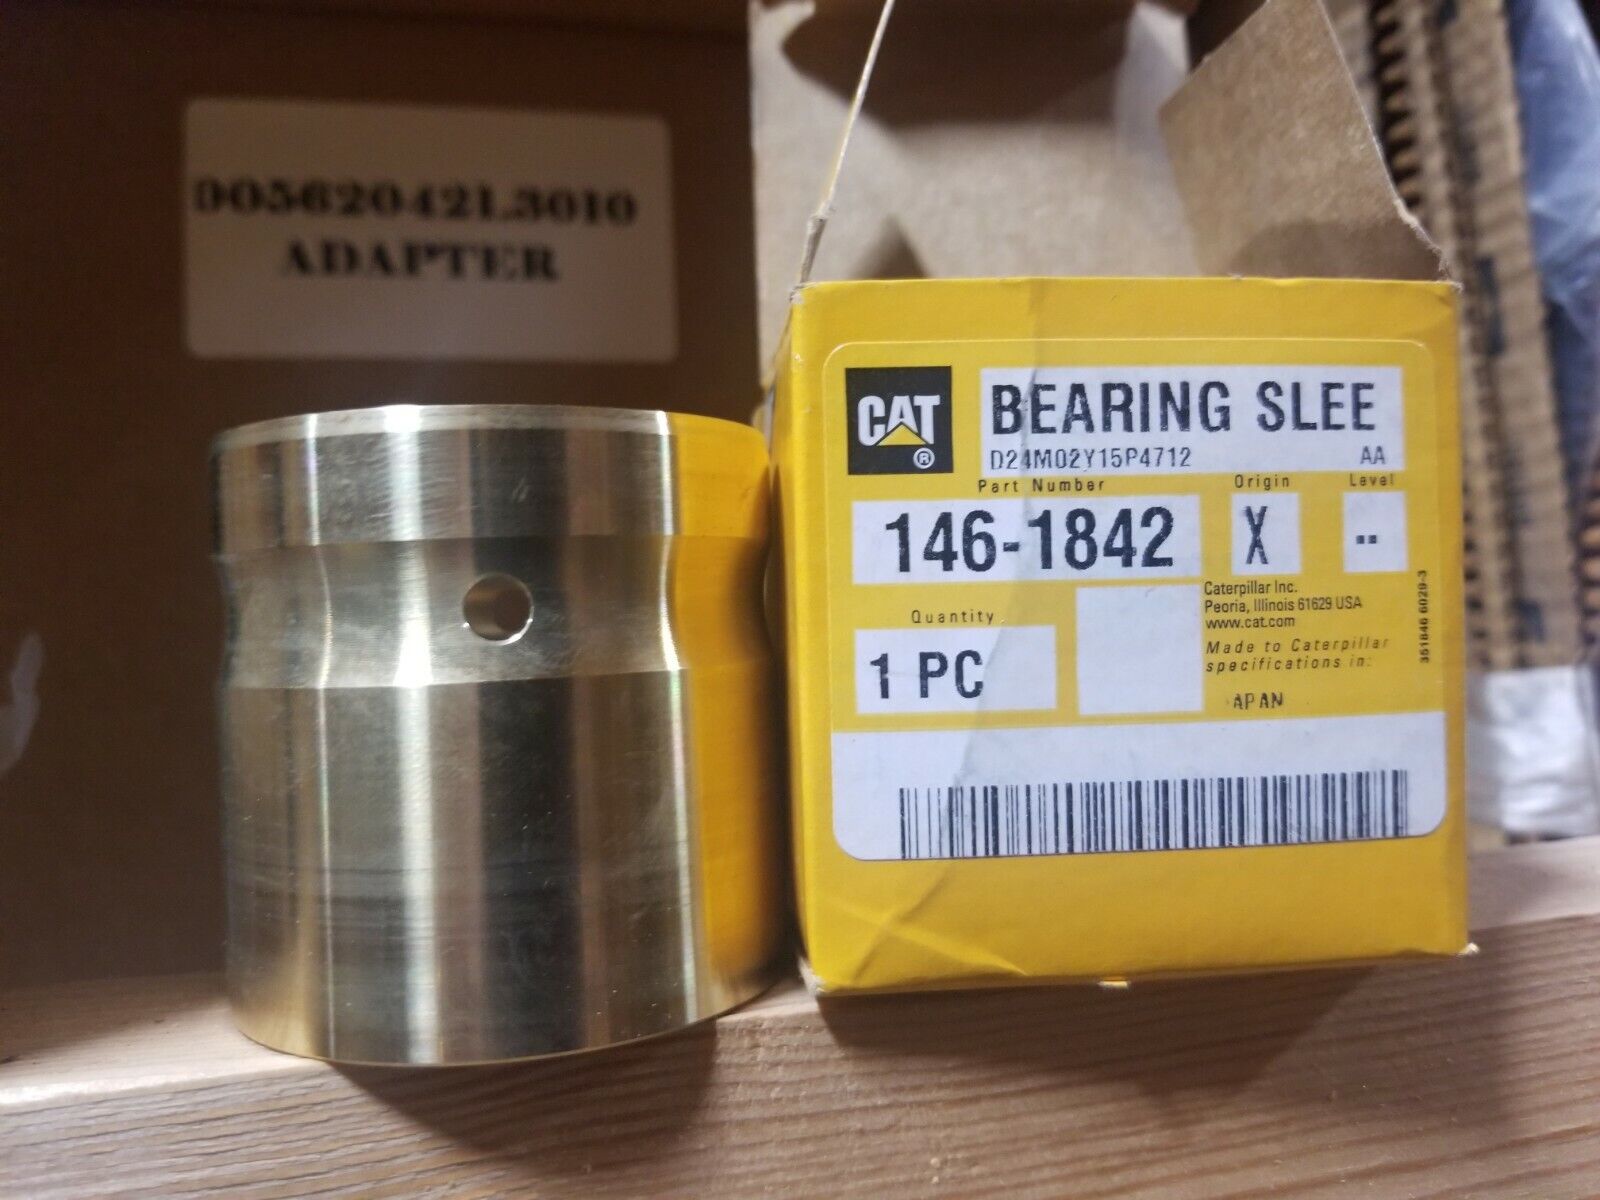 905620421.3010
ADAPTER
CAT
®
BEARING SLEE
D24M02Y15P4712 AA
Part Number Origin Level
146-1842 X --
Caterpillar Inc.
Peoria, Illinois 61629 USA
www.cat.com
Quantity
1 PC
Made to Caterpillar
specifications in:
APAN
351846 6029-3